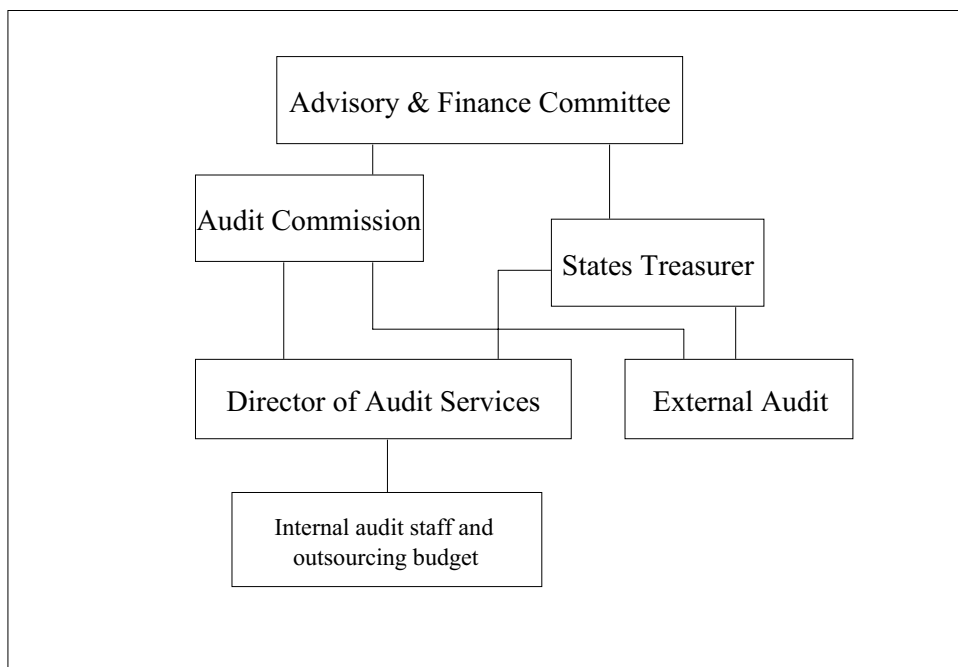 Advisory & Finance Committee
Audit Commission
States Treasurer
Director of Audit Services
External Audit
Internal audit staff and
outsourcing budget